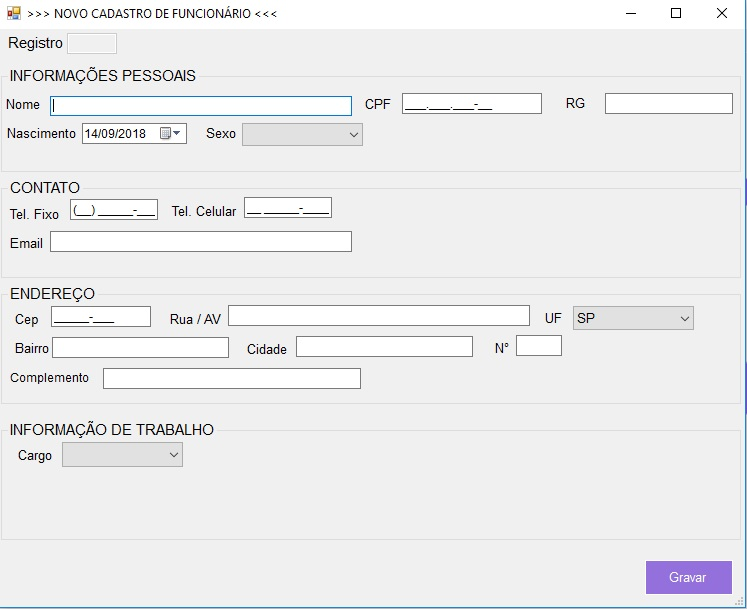 >>> NOVO CADASTRO DE FUNCIONÁRIO <<<
Registro
INFORMAÇÕES PESSOAIS
Nome CPF ___.___.___-__ RG
Nascimento 14/09/2018 Sexo
CONTATO
Tel. Fixo (__) _____-___ Tel. Celular __ _____-____
Email
ENDEREÇO
Cep _____-___ Rua / AV UF SP
Bairro Cidade N°
Complemento
INFORMAÇÃO DE TRABALHO
Cargo
Gravar